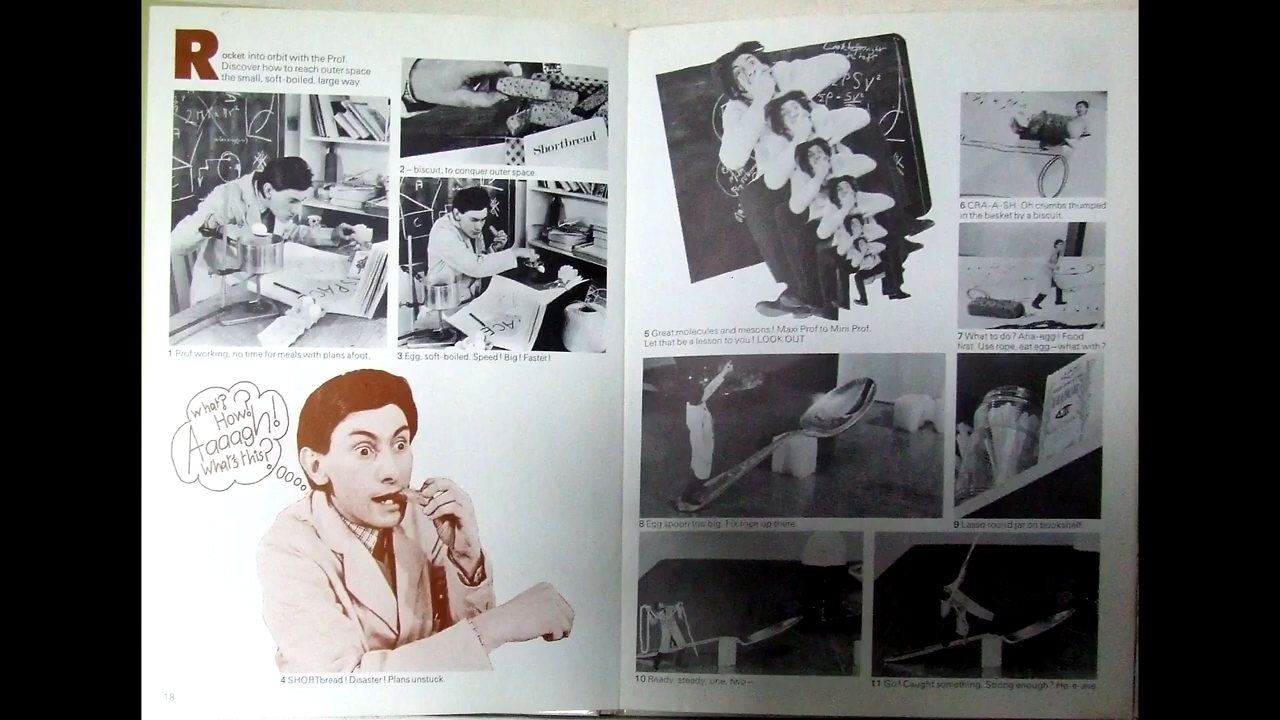 Rocket into orbit with the Prof.
Discover how to reach outer space
the small, soft-boiled, large way.
SPACE
1 Prof working, no time for meals with plans afoot,
Shortbread
2 — biscuit, to conquer outer space.
3 Egg, soft-boiled. Speed! Big! Faster!
what?
How?
Aaaagh!
what's this?
4 SHORTbread! Disaster! Plans unstuck.
18
5 Great molecules and mesons! Maxi Prof to Mini Prof.
Let that be a lesson to you! LOOK OUT
6 CRA-A-SH. Oh crumbs thumped
in the basket by a biscuit.
7 What to do? Aha-egg! Food
first. Use rope, eat egg—what with?
8 Egg spoon too big. Fix rope up there.
9 Lasso round jar on bookshelf.
10 Ready, steady, one, two—
11 Go! Caught something. Strong enough? He-e-ave.